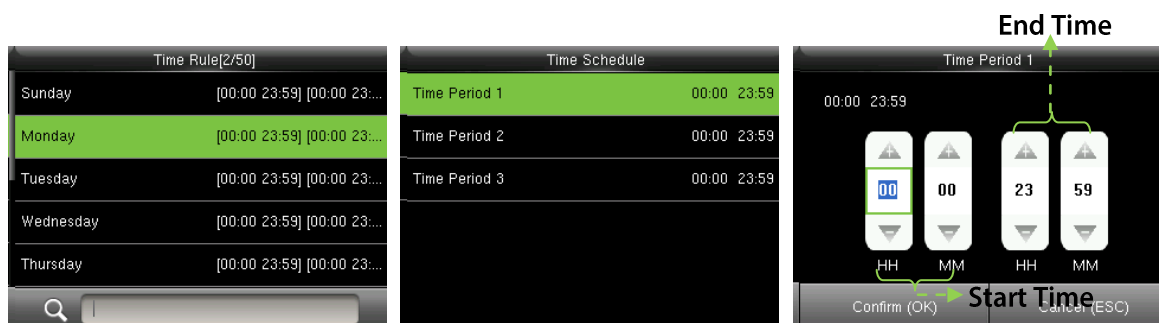 End Time
Time Rule[2/50]
Sunday [00:00 23:59] [00:00 23:...
Monday [00:00 23:59] [00:00 23:...
Tuesday [00:00 23:59] [00:00 23:...
Wednesday [00:00 23:59] [00:00 23:...
Thursday [00:00 23:59] [00:00 23:...
Time Schedule
Time Period 1 00:00 23:59
Time Period 2 00:00 23:59
Time Period 3 00:00 23:59
Time Period 1
00:00 23:59
00 00 23 59
HH MM HH MM
Start Time
Confirm (OK) Cancel (ESC)